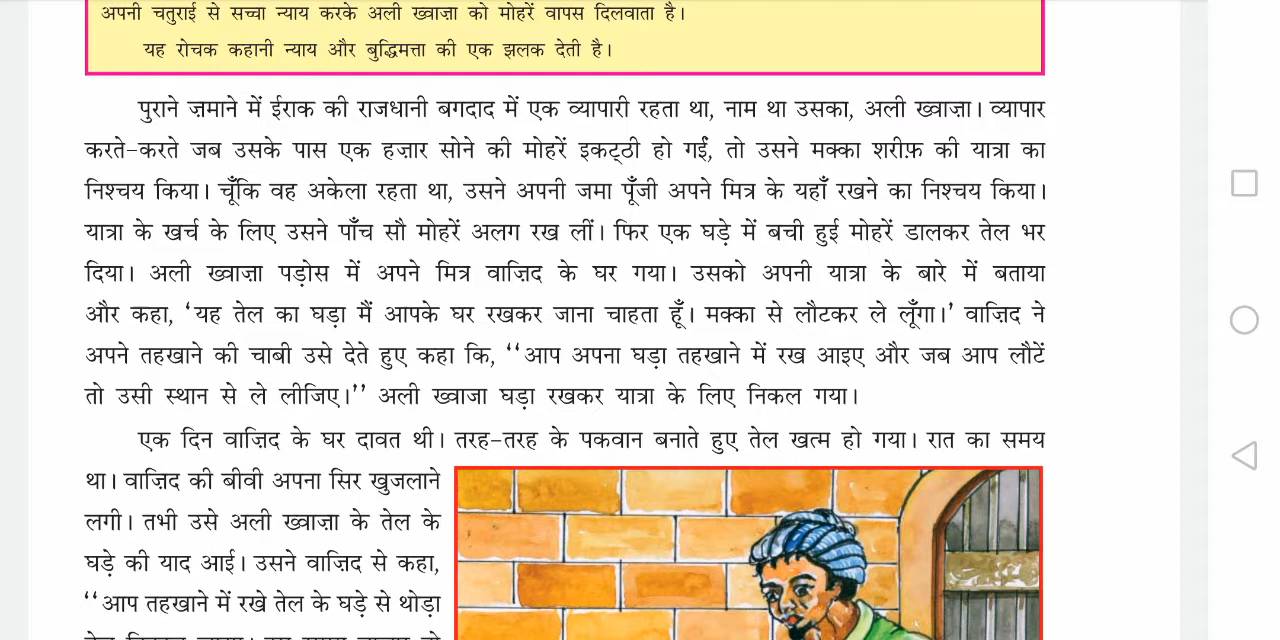 अपनी चतुराई से सच्चा न्याय करके अली ख्वाज़ा को मोहरें वापस दिलवाता है।
यह रोचक कहानी न्याय और बुद्धिमत्ता की एक झलक देती है।
पुराने ज़माने में ईराक की राजधानी बगदाद में एक व्यापारी रहता था, नाम था उसका, अली ख्वाज़ा। व्यापार
करते-करते जब उसके पास एक हज़ार सोने की मोहरें इकट्ठी हो गईं, तो उसने मक्का शरीफ़ की यात्रा का
निश्चय किया। चूँकि वह अकेला रहता था, उसने अपनी जमा पूँजी अपने मित्र के यहाँ रखने का निश्चय किया।
यात्रा के खर्च के लिए उसने पाँच सौ मोहरें अलग रख लीं। फिर एक घड़े में बची हुई मोहरें डालकर तेल भर
दिया। अली ख्वाज़ा पड़ोस में अपने मित्र वाज़िद के घर गया। उसको अपनी यात्रा के बारे में बताया
और कहा, ‘यह तेल का घड़ा मैं आपके घर रखकर जाना चाहता हूँ। मक्का से लौटकर ले लूँगा।’ वाज़िद ने
अपने तहखाने की चाबी उसे देते हुए कहा कि, ‘‘आप अपना घड़ा तहखाने में रख आइए और जब आप लौटें
तो उसी स्थान से ले लीजिए।’’ अली ख्वाजा घड़ा रखकर यात्रा के लिए निकल गया।
एक दिन वाज़िद के घर दावत थी। तरह-तरह के पकवान बनाते हुए तेल खत्म हो गया। रात का समय
था। वाज़िद की बीवी अपना सिर खुजलाने
लगी। तभी उसे अली ख्वाज़ा के तेल के
घड़े की याद आई। उसने वाज़िद से कहा,
‘‘आप तहखाने में रखे तेल के घड़े से थोड़ा